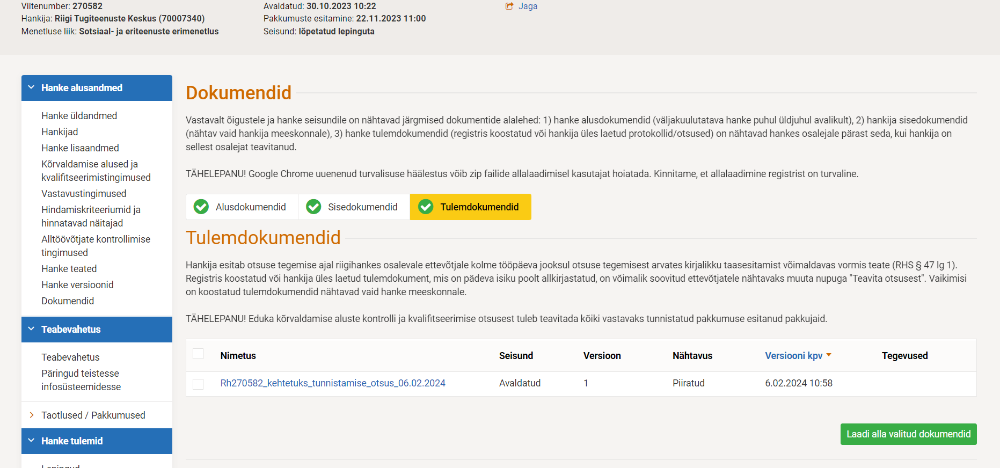 Viitenumber: 270582
Hankija: Riigi Tugiteenuste Keskus (70007340)
Menetluse liik: Sotsiaal- ja eriteenuste erimenetlus
Avaldatud: 30.10.2023 10:22
Pakkumuste esitamine: 22.11.2023 11:00
Seisund: lõpetatud lepinguta
Jaga
Hanke alusandmed
Hanke üldandmed
Hankijad
Hanke lisaandmed
Kõrvaldamise alused ja
kvalifitseerimistingimused
Vastavustingimused
Hindamiskriteeriumid ja
hinnatavad näitajad
Alltöövõtjate kontrollimise
tingimused
Hanke teated
Hanke versioonid
Dokumendid
Teabevahetus
Teabevahetus
Päringud teistesse
infosüsteemidesse
Taotlused / Pakkumused
Hanke tulemid
Lepingud
Dokumendid
Vastavalt õigustele ja hanke seisundile on nähtavad järgmised dokumentide alalehed: 1) hanke alusdokumendid (väljakuulutatava hanke puhul üldjuhul avalikult), 2) hankija sisedokumendid
(nähtav vaid hankija meeskonnale), 3) hanke tulemdokumendid (registris koostatud või hankija üles laetud protokollid/otsused) on nähtavad hankes osalejale pärast seda, kui hankija on
sellest osalejat teavitanud.
TÄHELEPANU! Google Chrome uuenenud turvalisuse häälestus võib zip failide allalaadimisel kasutajat hoiatada. Kinnitame, et allalaadimine registrist on turvaline.
Alusdokumendid
Sisedokumendid
Tulemdokumendid
Tulemdokumendid
Hankija esitab otsuse tegemise ajal riigihankes osalevale ettevõtjale kolme tööpäeva jooksul otsuse tegemisest arvates kirjalikku taasesitamist võimaldavas vormis teate (RHS § 47 lg 1).
Registris koostatud või hankija üles laetud tulemdokument, mis on pädeva isiku poolt allkirjastatud, on võimalik soovitud ettevõtjatele nähtavaks muuta nupuga "Teavita otsusest". Vaikimisi
on koostatud tulemdokumendid nähtavad vaid hanke meeskonnale.
TÄHELEPANU! Eduka kõrvaldamise aluste kontrolli ja kvalifitseerimise otsusest tuleb teavitada kõiki vastavaks tunnistatud pakkumuse esitanud pakkujaid.
Nimetus Seisund Versioon Nähtavus Versiooni kpv Tegevused
Rh270582_kehtetuks_tunnistamise_otsus_06.02.2024 Avaldatud 1 Piiratud 6.02.2024 10:58
Laadi alla valitud dokumendid